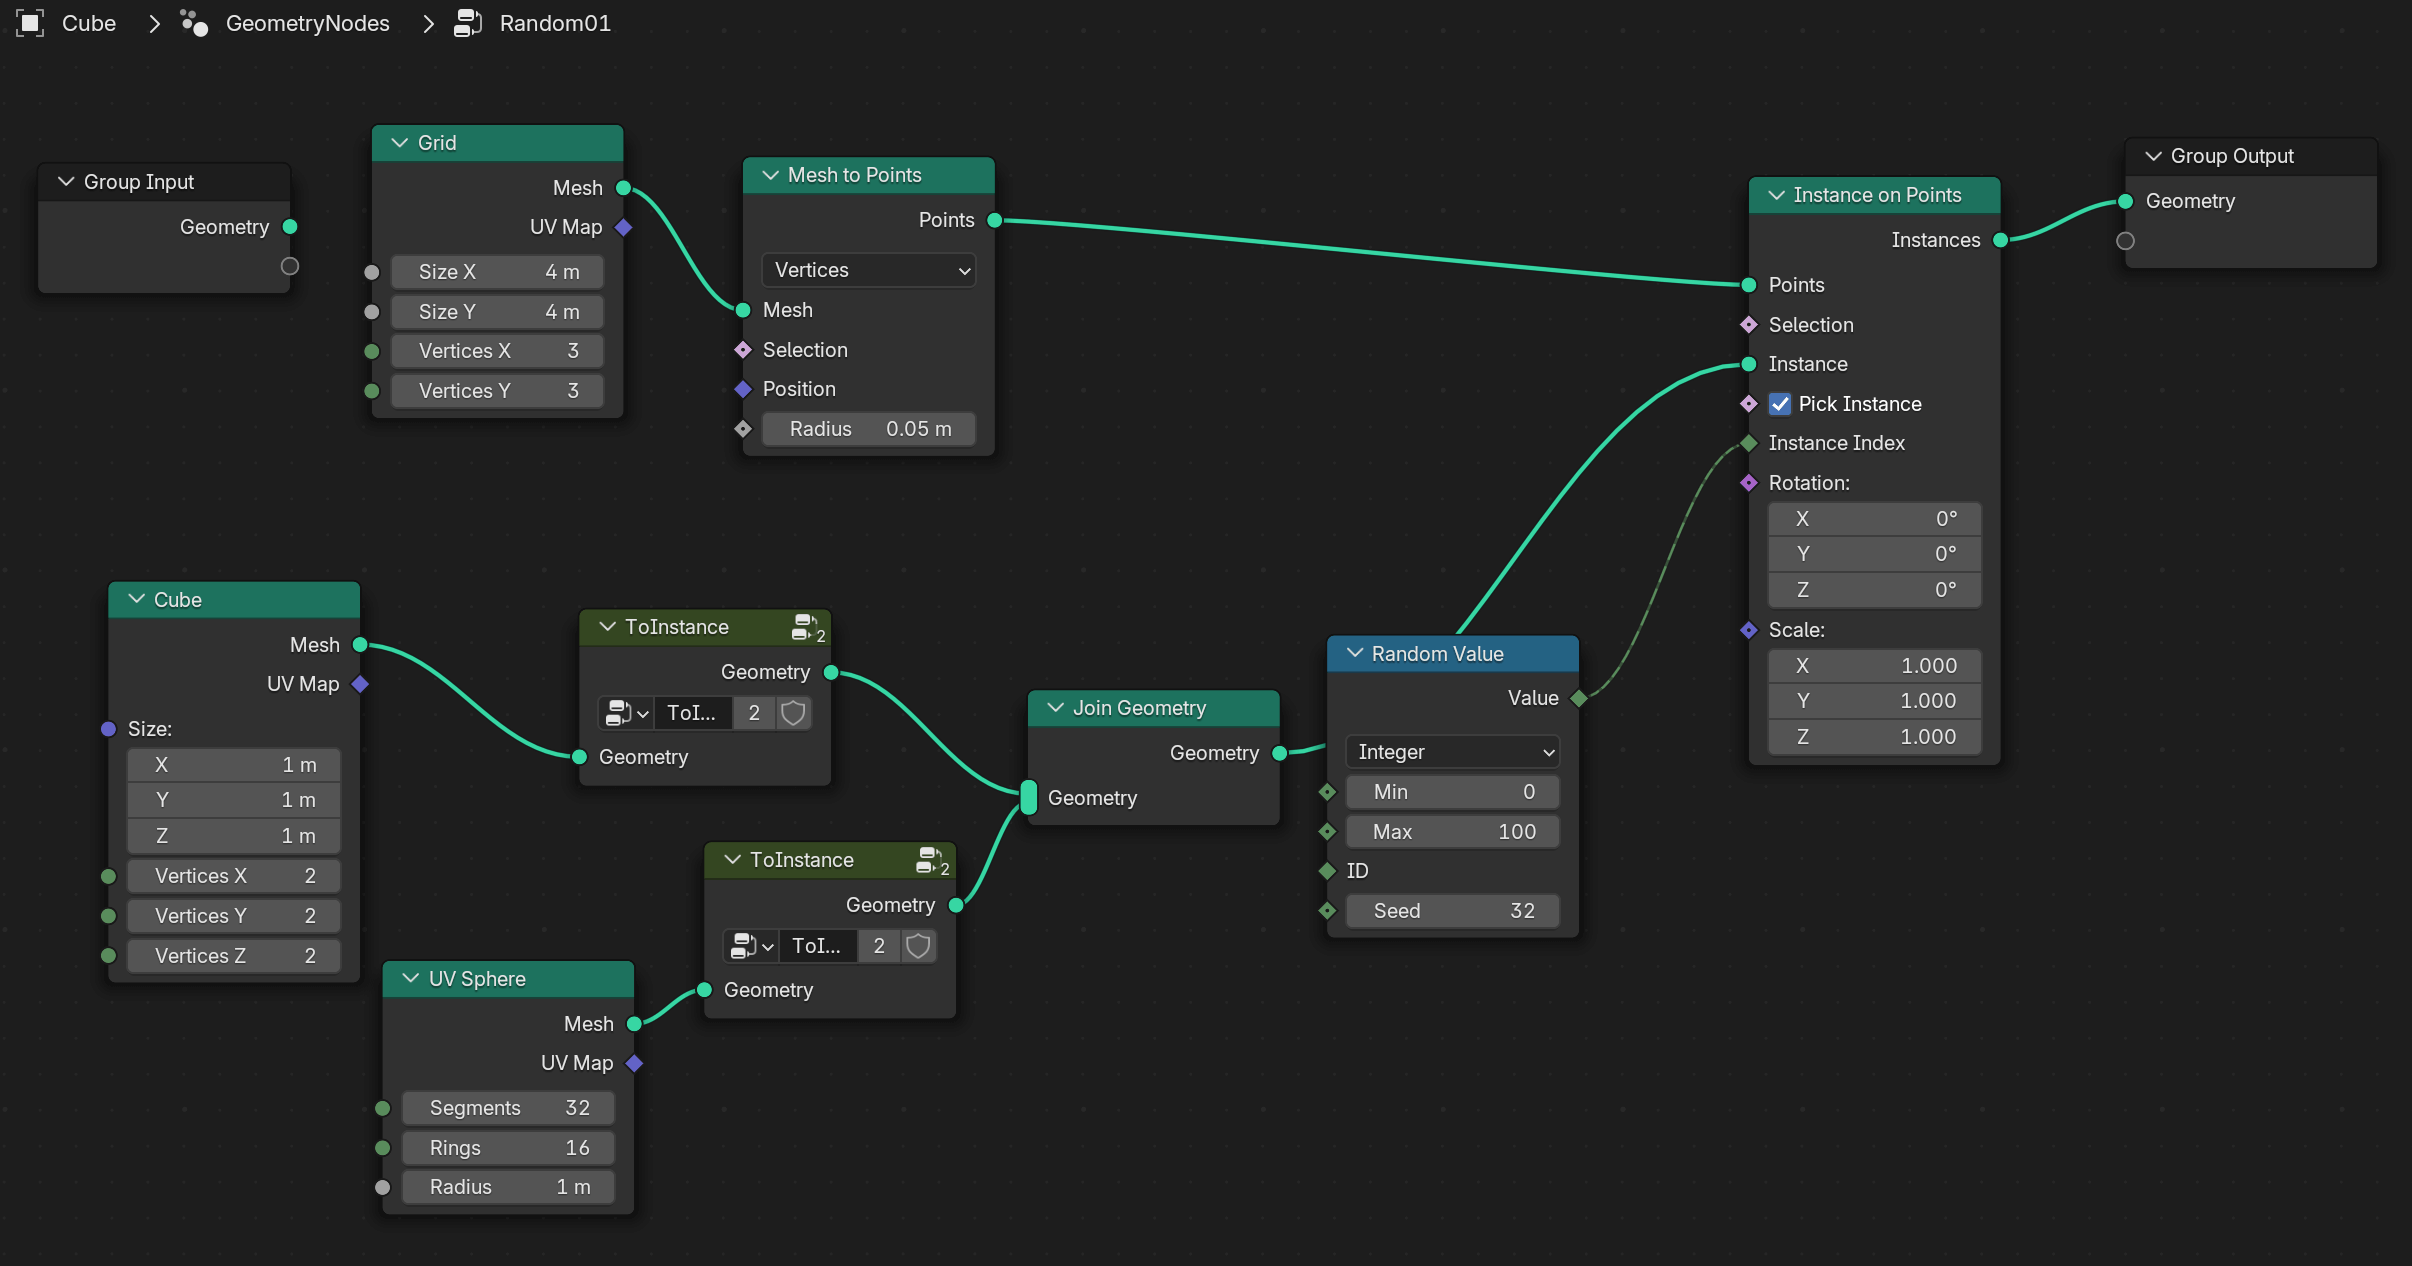 Cube > GeometryNodes > Random01
Group Input
Geometry
Grid
Mesh
UV Map
Size X 4 m
Size Y 4 m
Vertices X 3
Vertices Y 3
Mesh to Points
Points
Vertices
Mesh
Selection
Position
Radius 0.05 m
Instance on Points
Instances
Points
Selection
Instance
Pick Instance
Instance Index
Rotation:
X 0°
Y 0°
Z 0°
Scale:
X 1.000
Y 1.000
Z 1.000
Group Output
Geometry
Cube
Mesh
UV Map
Size:
X 1 m
Y 1 m
Z 1 m
Vertices X 2
Vertices Y 2
Vertices Z 2
ToInstance 2
Geometry
ToI... 2
Geometry
UV Sphere
Mesh
UV Map
Segments 32
Rings 16
Radius 1 m
ToInstance 2
Geometry
ToI... 2
Geometry
Join Geometry
Geometry
Geometry
Random Value
Value
Integer
Min 0
Max 100
ID
Seed 32